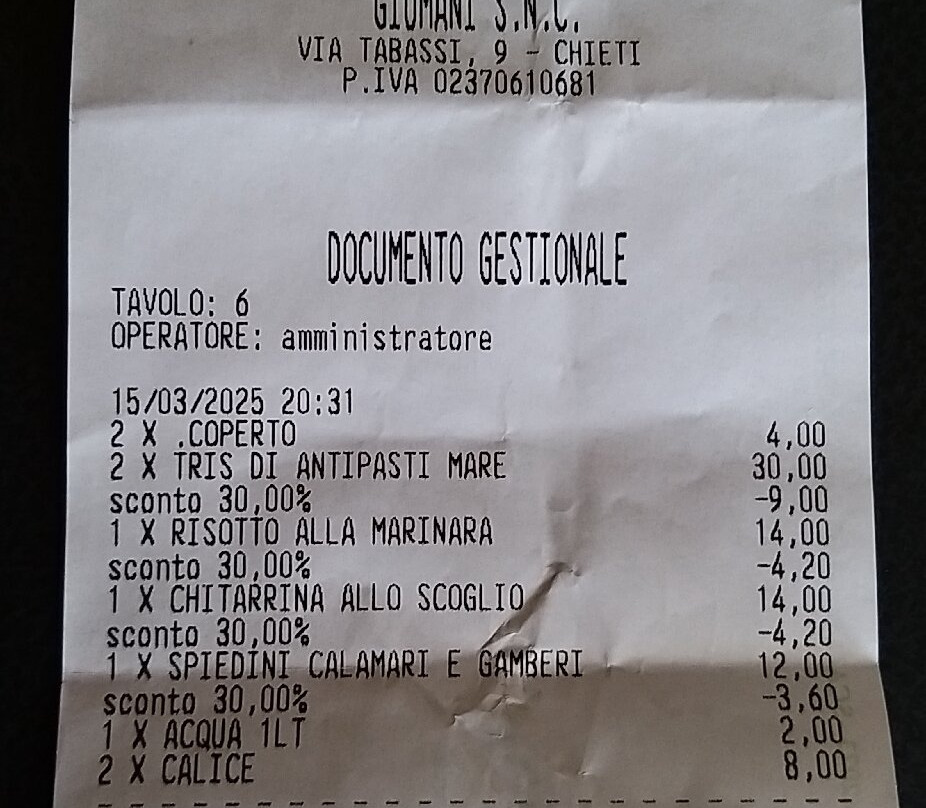 GIOMANI S.N.C.
VIA TABASSI, 9 - CHIETI
P.IVA 02370610681
DOCUMENTO GESTIONALE
TAVOLO: 6
OPERATORE: amministratore
15/03/2025 20:31
2 X .COPERTO 4,00
2 X TRIS DI ANTIPASTI MARE 30,00
sconto 30,00% -9,00
1 X RISOTTO ALLA MARINARA 14,00
sconto 30,00% -4,20
1 X CHITARRINA ALLO SCOGLIO 14,00
sconto 30,00% -4,20
1 X SPIEDINI CALAMARI E GAMBERI 12,00
sconto 30,00% -3,60
1 X ACQUA 1LT 2,00
2 X CALICE 8,00